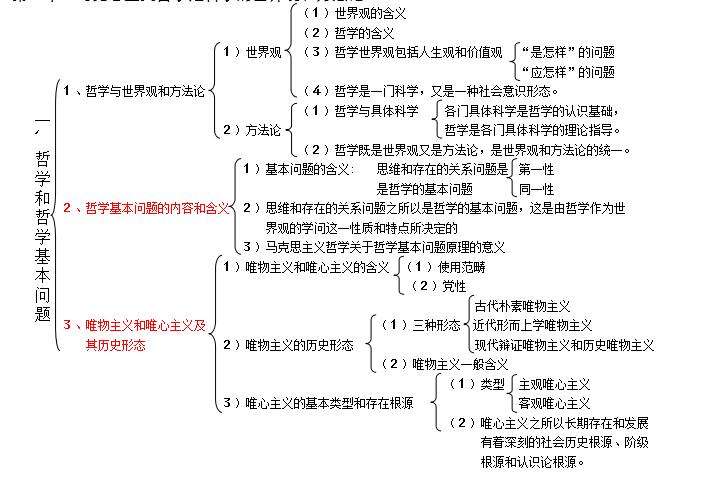 一、哲学和哲学基本问题
1、哲学与世界观和方法论
1）世界观
（1）世界观的含义
（2）哲学的含义
（3）哲学世界观包括人生观和价值观
“是怎样”的问题
“应怎样”的问题
（4）哲学是一门科学，又是一种社会意识形态。
2）方法论
（1）哲学与具体科学
各门具体科学是哲学的认识基础，
哲学是各门具体科学的理论指导。
（2）哲学既是世界观又是方法论，是世界观和方法论的统一。
2、哲学基本问题的内容和含义
1）基本问题的含义：
思维和存在的关系问题是
是哲学的基本问题
第一性
同一性
2）思维和存在的关系问题之所以是哲学的基本问题，这是由哲学作为世
界观的学问这一性质和特点所决定的
3）马克思主义哲学关于哲学基本问题原理的意义
3、唯物主义和唯心主义及
其历史形态
1）唯物主义和唯心主义的含义
（1）使用范畴
（2）党性
2）唯物主义的历史形态
（1）三种形态
古代朴素唯物主义
近代形而上学唯物主义
现代辩证唯物主义和历史唯物主义
（2）唯物主义一般含义
3）唯心主义的基本类型和存在根源
（1）类型
主观唯心主义
客观唯心主义
（2）唯心主义之所以长期存在和发展
有着深刻的社会历史根源、阶级
根源和认识论根源。